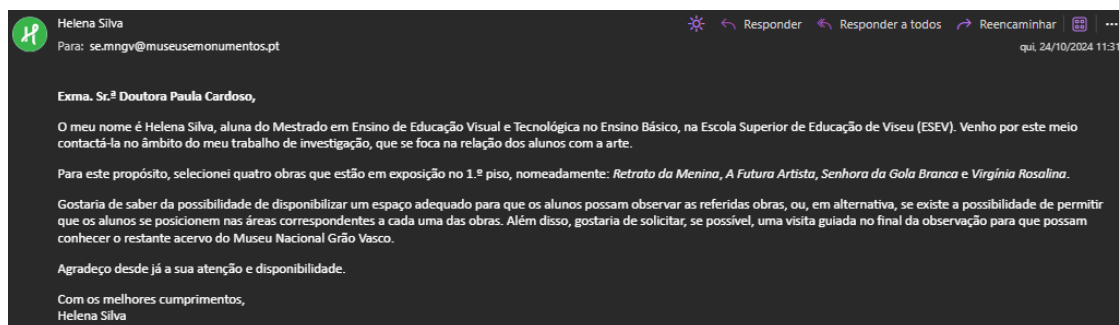 Helena Silva
Responder
Responder a todos
Reencaminhar
Para: se.mngv@museusemonumentos.pt
qui, 24/10/2024 11:31
Exma. Sr.ª Doutora Paula Cardoso,
O meu nome é Helena Silva, aluna do Mestrado em Ensino de Educação Visual e Tecnológica no Ensino Básico, na Escola Superior de Educação de Viseu (ESEV). Venho por este meio
contactá-la no âmbito do meu trabalho de investigação, que se foca na relação dos alunos com a arte.
Para este propósito, selecionei quatro obras que estão em exposição no 1.º piso, nomeadamente: Retrato da Menina, A Futura Artista, Senhora da Gola Branca e Virgínia Rosalina.
Gostaria de saber da possibilidade de disponibilizar um espaço adequado para que os alunos possam observar as referidas obras, ou, em alternativa, se existe a possibilidade de permitir
que os alunos se posicionem nas áreas correspondentes a cada uma das obras. Além disso, gostaria de solicitar, se possível, uma visita guiada no final da observação para que possam
conhecer o restante acervo do Museu Nacional Grão Vasco.
Agradeço desde já a sua atenção e disponibilidade.
Com os melhores cumprimentos,
Helena Silva